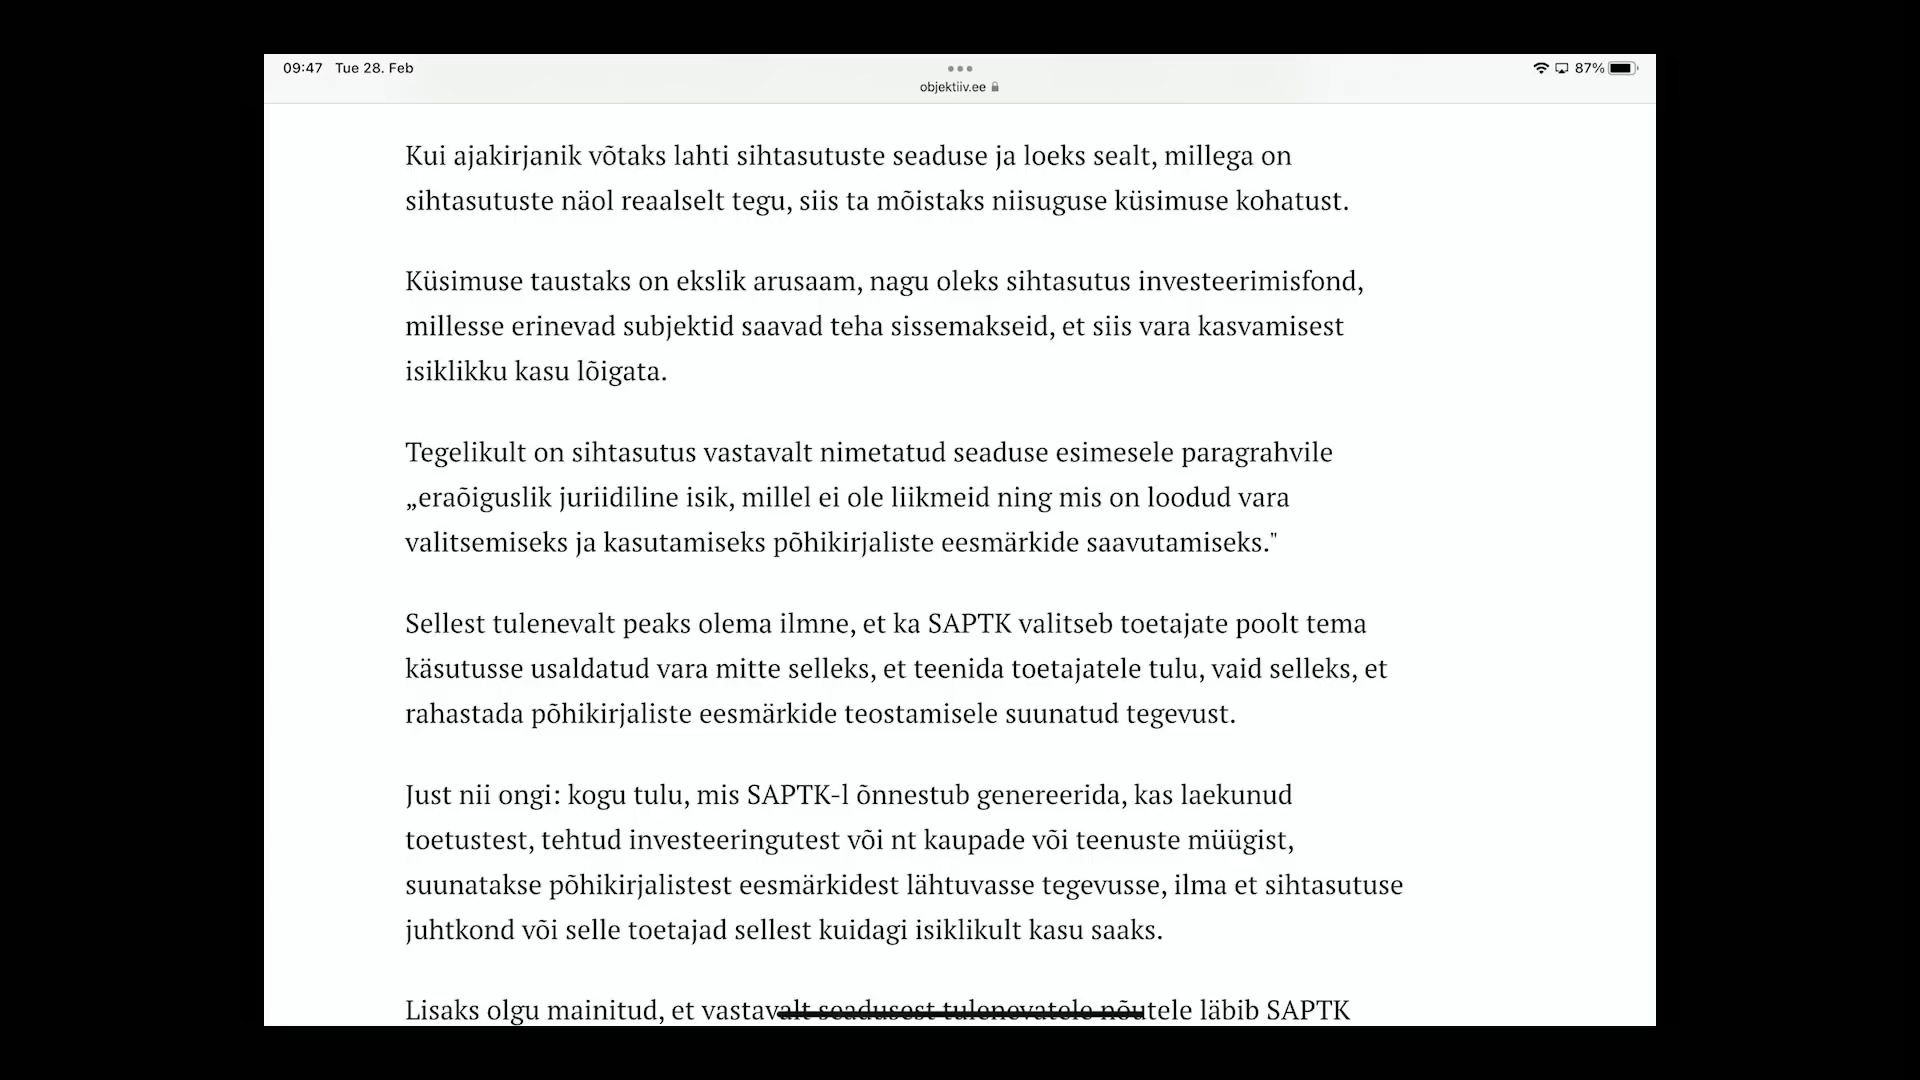 09:47 Tue 28. Feb
87%
objektiiv.ee
Kui ajakirjanik võtaks lahti sihtasutuste seaduse ja loeks sealt, millega on
sihtasutuste näol reaalselt tegu, siis ta mõistaks niisuguse küsimuse kohatust.
Küsimuse taustaks on ekslik arusaam, nagu oleks sihtasutus investeerimisfond,
millesse erinevad subjektid saavad teha sissemakseid, et siis vara kasvamisest
isiklikku kasu lõigata.
Tegelikult on sihtasutus vastavalt nimetatud seaduse esimesele paragrahvile
„eraõiguslik juriidiline isik, millel ei ole liikmeid ning mis on loodud vara
valitsemiseks ja kasutamiseks põhikirjaliste eesmärkide saavutamiseks."
Sellest tulenevalt peaks olema ilmne, et ka SAPTK valitseb toetajate poolt tema
käsutusse usaldatud vara mitte selleks, et teenida toetajatele tulu, vaid selleks, et
rahastada põhikirjaliste eesmärkide teostamisele suunatud tegevust.
Just nii ongi: kogu tulu, mis SAPTK-l õnnestub genereerida, kas laekunud
toetustest, tehtud investeeringutest või nt kaupade või teenuste müügist,
suunatakse põhikirjalistest eesmärkidest lähtuvasse tegevusse, ilma et sihtasutuse
juhtkond või selle toetajad sellest kuidagi isiklikult kasu saaks.
Lisaks olgu mainitud, et vastavalt seadusest tulenevatele nõutele läbib SAPTK